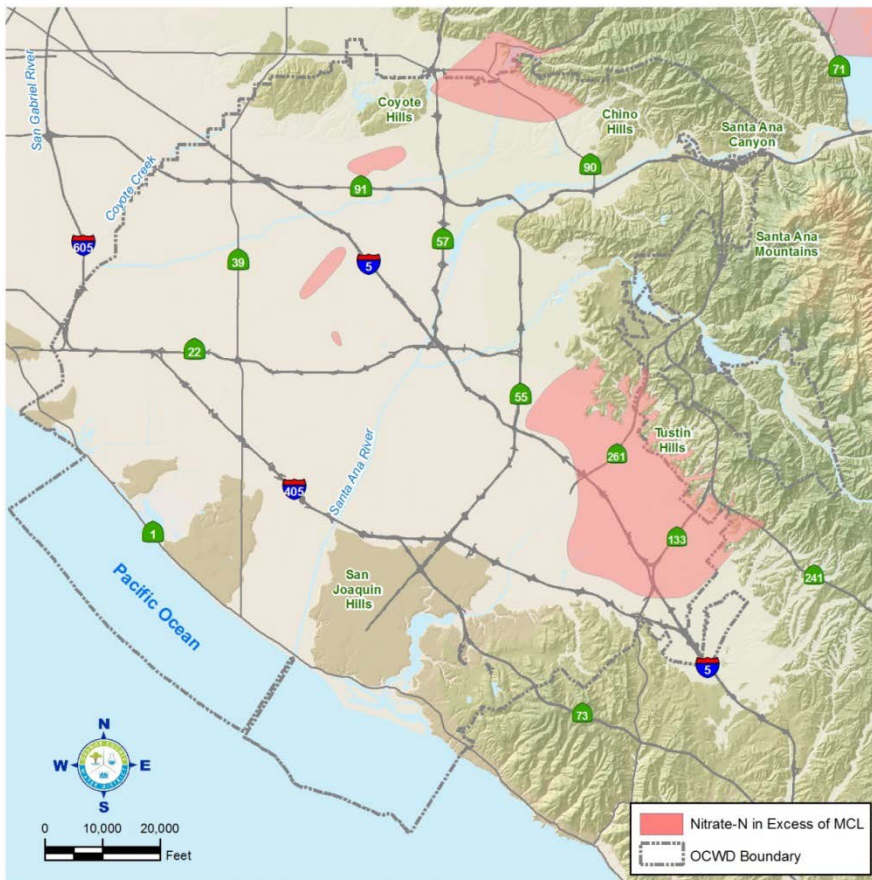 71
San Gabriel River
Coyote
Hills
Chino
Hills
Santa Ana
Canyon
Coyote Creek
91
90
605
39
57
5
Santa Ana
Mountains
22
55
Tustin
Hills
261
Santa Ana River
405
1
133
241
Pacific Ocean
San
Joaquin
Hills
5
73
N
W
E
S
0
10,000
20,000
Feet
Nitrate-N in Excess of MCL
OCWD Boundary